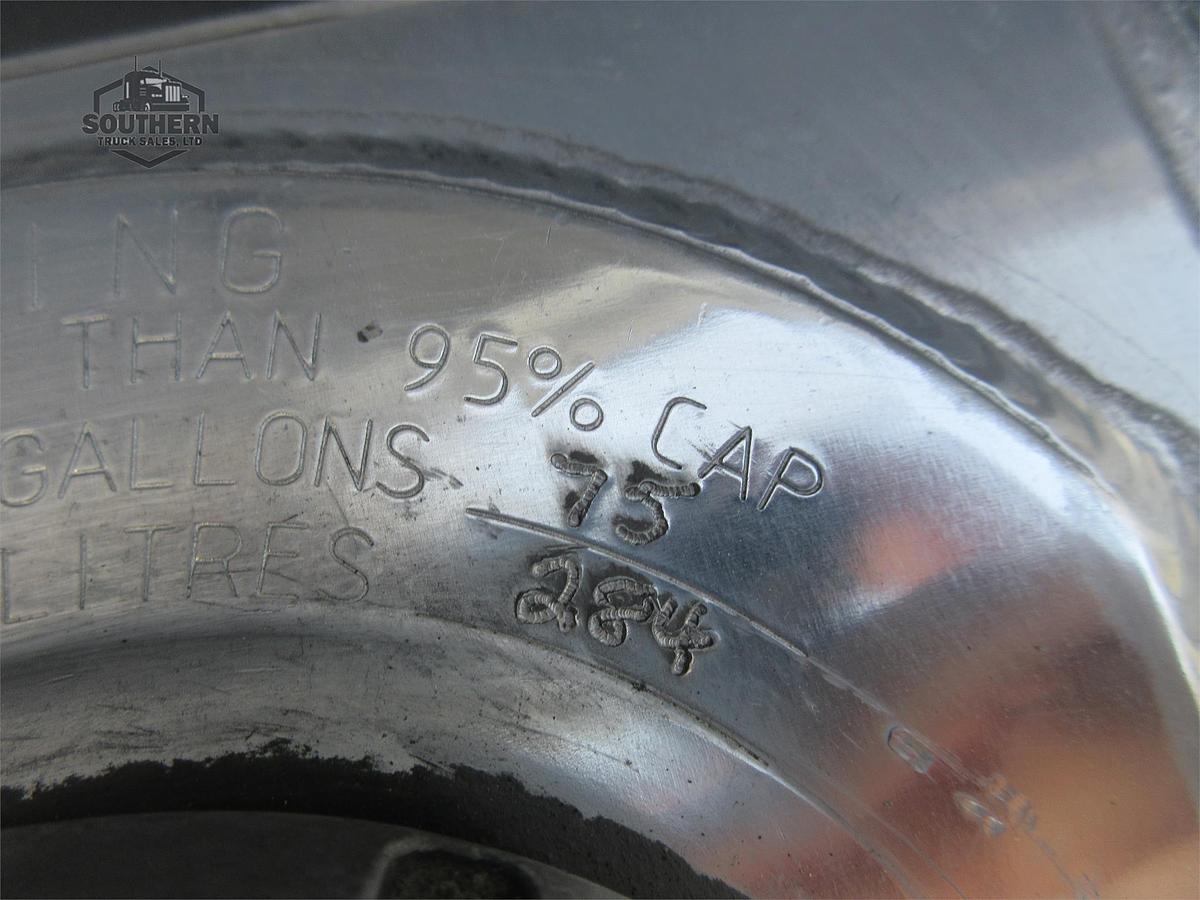 SOUTHERN
TRUCK SALES, LTD
ING
THAN 95% CAP
GALLONS 75
LITRES 284